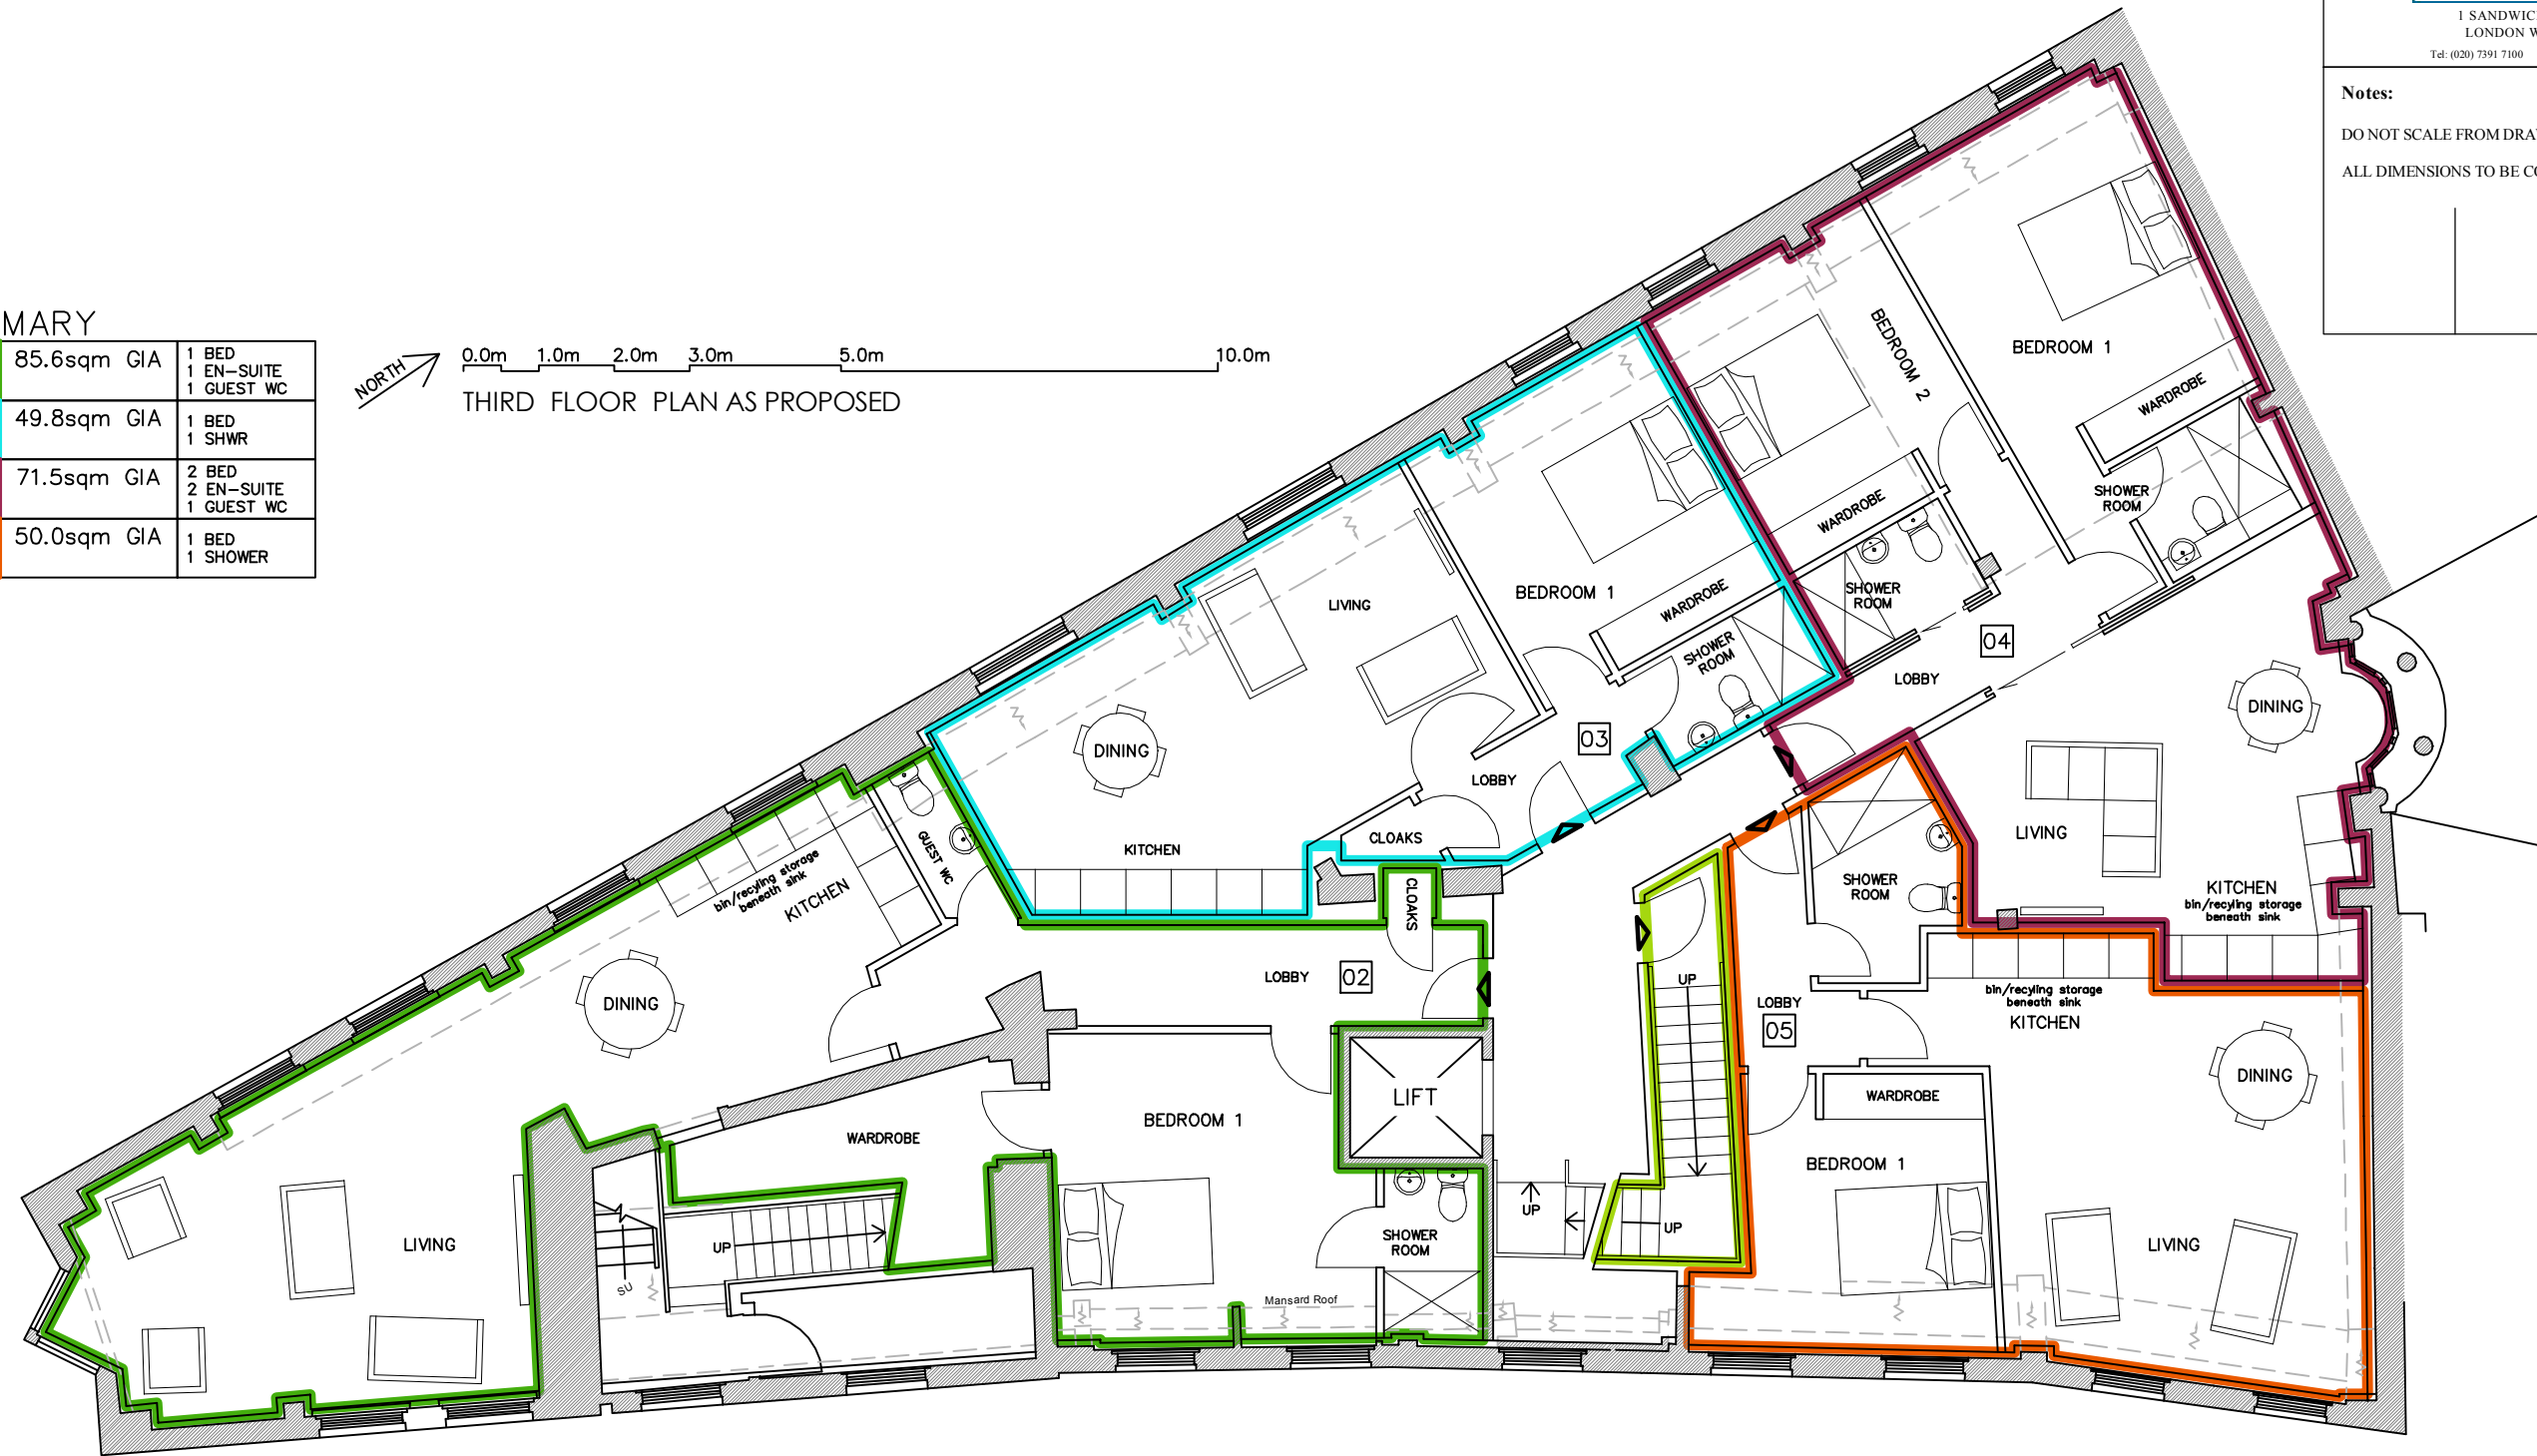 1 SANDWIC
LONDON W
Tel: (020) 7391 7100
Notes:
DO NOT SCALE FROM DRA
ALL DIMENSIONS TO BE CO
MARY
85.6sqm GIA
1 BED
1 EN-SUITE
1 GUEST WC
49.8sqm GIA
1 BED
1 SHWR
71.5sqm GIA
2 BED
2 EN-SUITE
1 GUEST WC
50.0sqm GIA
1 BED
1 SHOWER
NORTH
0.0m 1.0m 2.0m 3.0m 5.0m 10.0m
THIRD FLOOR PLAN AS PROPOSED
BEDROOM 2
BEDROOM 1
WARDROBE
SHOWER
ROOM
WARDROBE
SHOWER
ROOM
04
LOBBY
DINING
LIVING
KITCHEN
bin/recyling storage
beneath sink
LIVING
BEDROOM 1
WARDROBE
SHOWER
ROOM
03
DINING
LOBBY
CLOAKS
KITCHEN
GUEST WC
bin/recyling storage
beneath sink
KITCHEN
CLOAKS
DINING
LOBBY
02
LIFT
BEDROOM 1
WARDROBE
LIVING
UP
SU
SHOWER
ROOM
Mansard Roof
UP
UP
UP
SHOWER
ROOM
LOBBY
05
bin/recyling storage
beneath sink
KITCHEN
DINING
WARDROBE
BEDROOM 1
LIVING